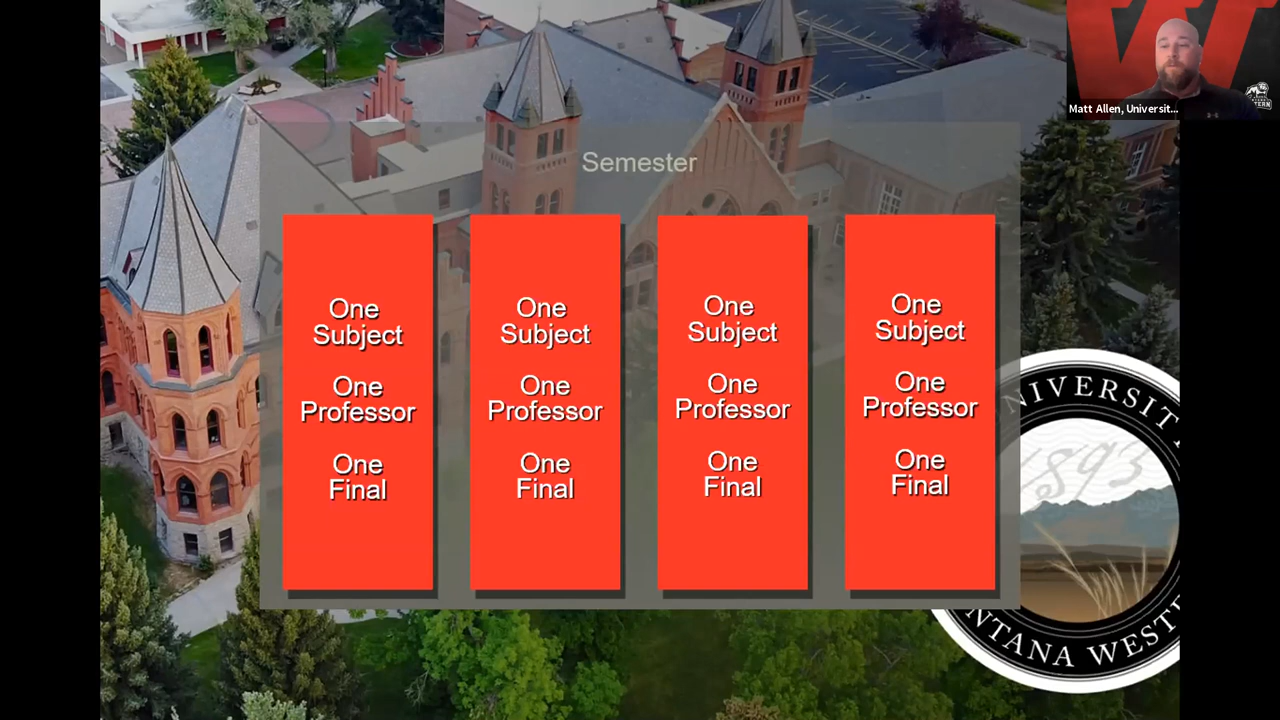 Matt Allen, Universit...
Semester
One
Subject
One
Professor
One
Final
One
Subject
One
Professor
One
Final
One
Subject
One
Professor
One
Final
One
Subject
One
Professor
One
Final
NIVERSIT
1893
NTANA WEST